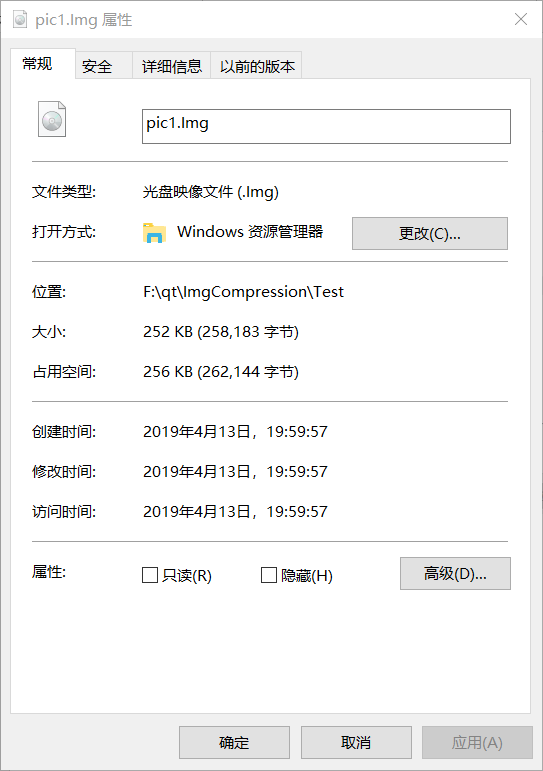 pic1.Img 属性
常规 安全 详细信息 以前的版本
pic1.Img
文件类型: 光盘映像文件 (.Img)
打开方式: Windows 资源管理器 更改(C)...
位置: F:\qt\ImgCompression\Test
大小: 252 KB (258,183 字节)
占用空间: 256 KB (262,144 字节)
创建时间: 2019年4月13日，19:59:57
修改时间: 2019年4月13日，19:59:57
访问时间: 2019年4月13日，19:59:57
属性: 只读(R) 隐藏(H) 高级(D)...
确定 取消 应用(A)